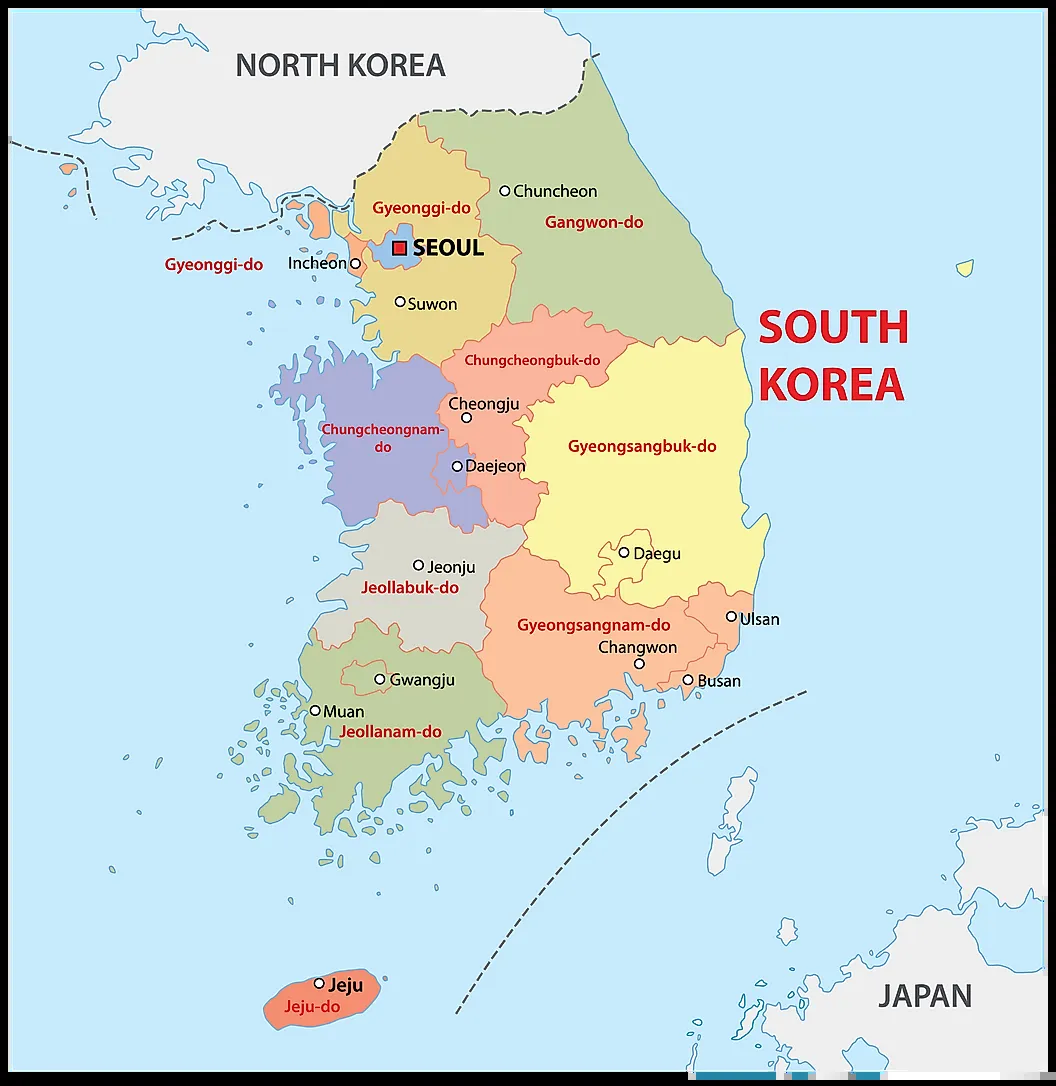 NORTH KOREA
Chuncheon
Gyeonggi-do
Gangwon-do
SEOUL
Gyeonggi-do
Incheon
Suwon
SOUTH
KOREA
Chungcheongbuk-do
Cheongju
Chungcheongnam-
do
Gyeongsangbuk-do
Daejeon
Daegu
Jeonju
Jeollabuk-do
Gyeongsangnam-do
Ulsan
Changwon
Gwangju
Busan
Muan
Jeollanam-do
Jeju
Jeju-do
JAPAN